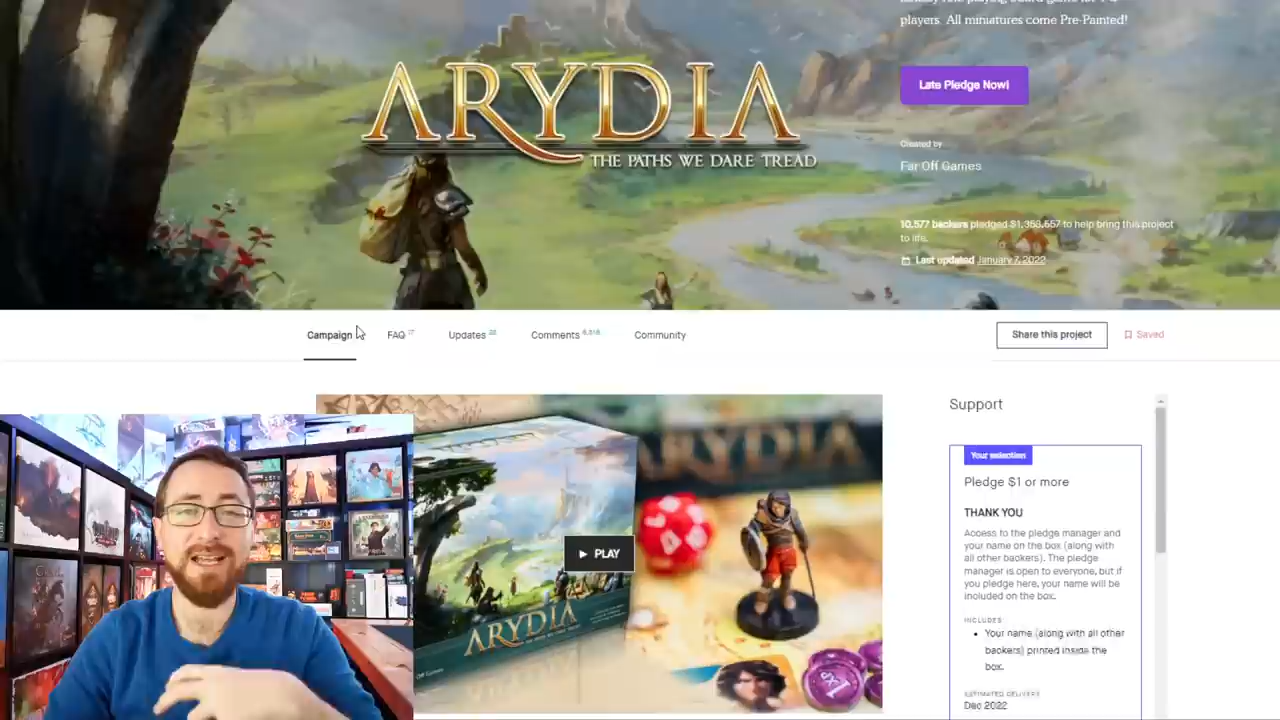 players. All miniatures come Pre-Painted!
ARYDIA
THE PATHS WE DARE TREAD
Late Pledge Now!
Created by
Far Off Games
10,577 backers pledged $1,358,657 to help bring this project
to life.
Last updated January 7, 2022
Campaign
FAQ 17
Updates
Comments
Community
Share this project
Saved
ARYDIA
PLAY
ARYDIA
Support
Your selection
Pledge $1 or more
THANK YOU
Access to the pledge manager and
your name on the box (along with
all other backers). The pledge
manager is open to everyone, but if
you pledge here, your name will be
included on the box.
INCLUDES
Your name (along with all other
backers) printed inside the
box.
ESTIMATED DELIVERY
Dec 2022